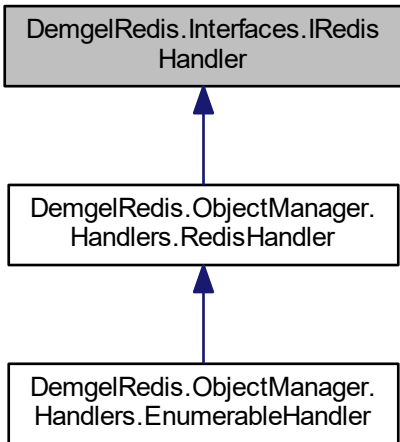 DemgelRedis.Interfaces.IRedis
Handler
DemgelRedis.ObjectManager.
Handlers.RedisHandler
DemgelRedis.ObjectManager.
Handlers.EnumerableHandler